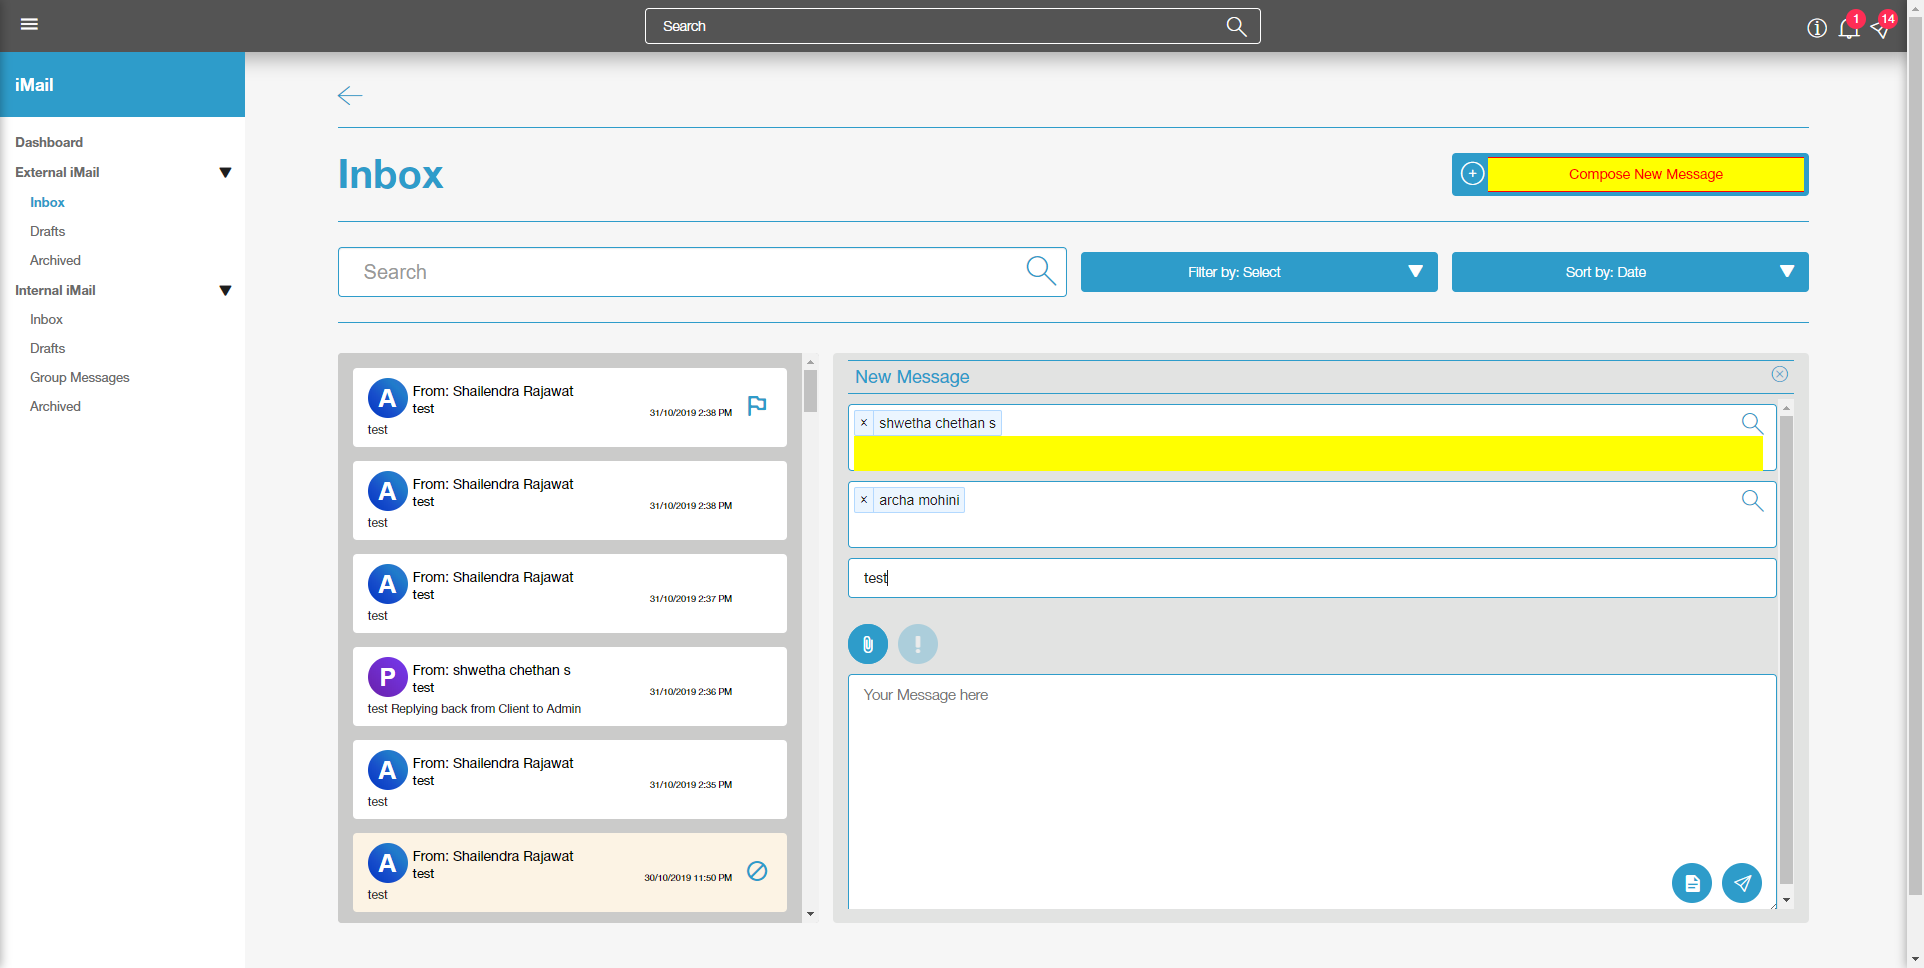 Search
1
14
iMail
Dashboard
External iMail
Inbox
Drafts
Archived
Internal iMail
Inbox
Drafts
Group Messages
Archived
Inbox
Compose New Message
Search
Filter by: Select
Sort by: Date
A
From: Shailendra Rajawat
test
31/10/2019 2:38 PM
test
A
From: Shailendra Rajawat
test
31/10/2019 2:38 PM
test
A
From: Shailendra Rajawat
test
31/10/2019 2:37 PM
test
P
From: shwetha chethan s
test
31/10/2019 2:36 PM
test Replying back from Client to Admin
A
From: Shailendra Rajawat
test
31/10/2019 2:35 PM
test
A
From: Shailendra Rajawat
test
30/10/2019 11:50 PM
test
New Message
× shwetha chethan s
× archa mohini
test
Your Message here